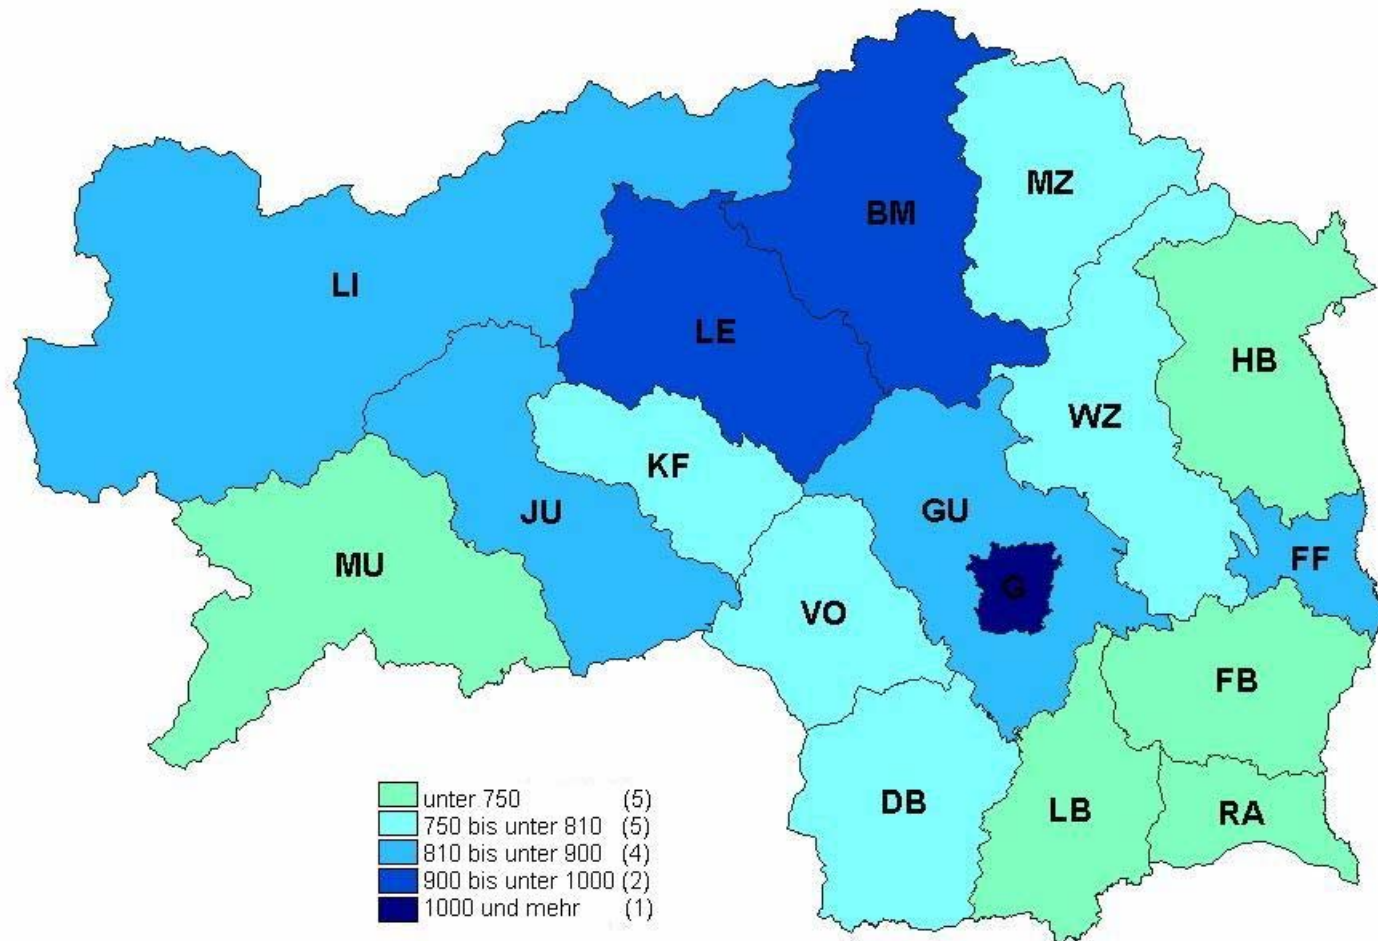 MZ
BM
LI
LE
HB
WZ
KF
JU
GU
MU
FF
G
VO
FB
DB
LB
RA
unter 750 (5)
750 bis unter 810 (5)
810 bis unter 900 (4)
900 bis unter 1000 (2)
1000 und mehr (1)